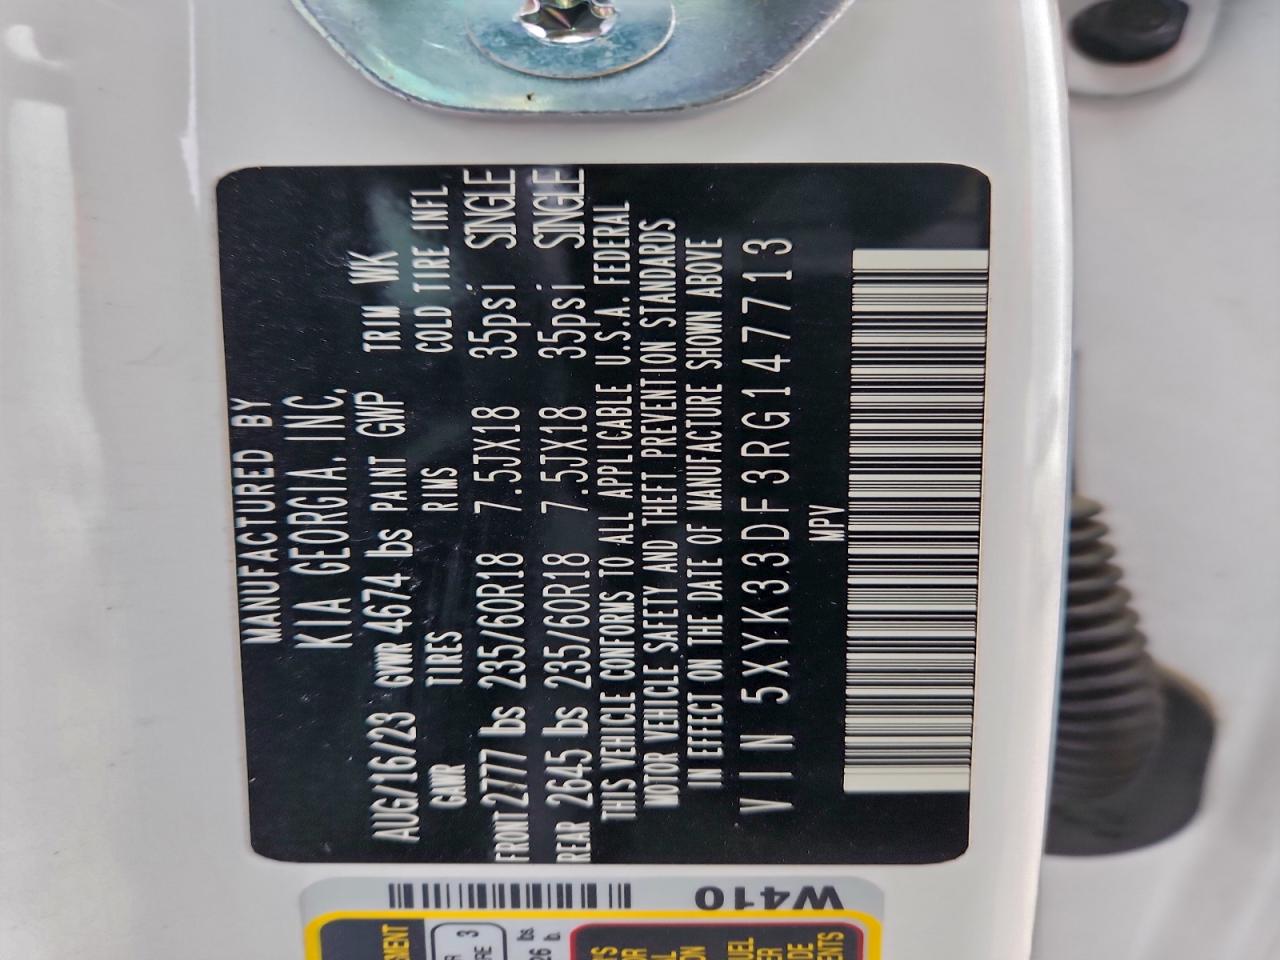 MANUFACTURED BY
KIA GEORGIA, INC.
AUG/16/23 GVWR 4674 lbs PAINT GWP TRIM WK
GAWR TIRES RIMS COLD TIRE INFL
FRONT 2777 lbs 235/60R18 7.5JX18 35psi SINGLE
REAR 2645 lbs 235/60R18 7.5JX18 35psi SINGLE
THIS VEHICLE CONFORMS TO ALL APPLICABLE U.S.A. FEDERAL
MOTOR VEHICLE SAFETY AND THEFT PREVENTION STANDARDS
IN EFFECT ON THE DATE OF MANUFACTURE SHOWN ABOVE
VIN 5XYK33DF3RG147713
MPV
W410